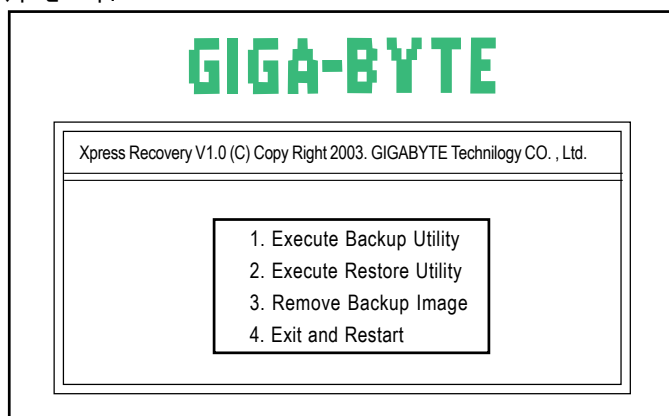 GIGA-BYTE
Xpress Recovery V1.0 (C) Copy Right 2003. GIGABYTE Technilogy CO. , Ltd.
1. Execute Backup Utility
2. Execute Restore Utility
3. Remove Backup Image
4. Exit and Restart